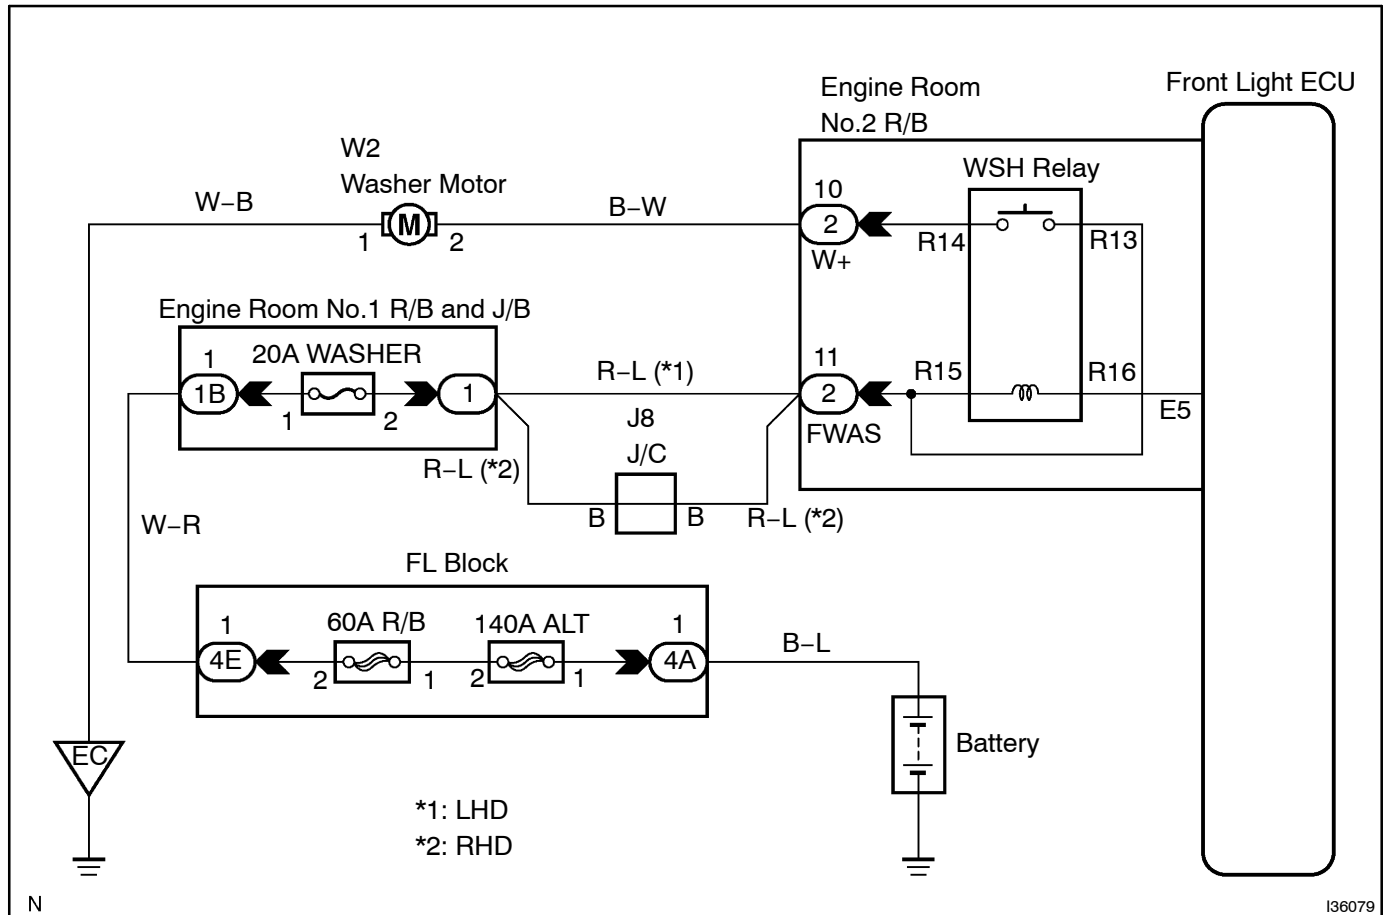 Front Light ECU
Engine Room
No.2 R/B
W2
Washer Motor
WSH Relay
W–B
B–W
10
2
W+
M
1
2
R14
R13
Engine Room No.1 R/B and J/B
1
20A WASHER
1B
1
2
1
R–L (*1)
11
2
FWAS
R15
R16
E5
J8
J/C
R–L (*2)
B
B
R–L (*2)
W–R
FL Block
1
60A R/B
140A ALT
1
4E
2
1
2
1
4A
B–L
Battery
EC
*1: LHD
*2: RHD
N
I36079